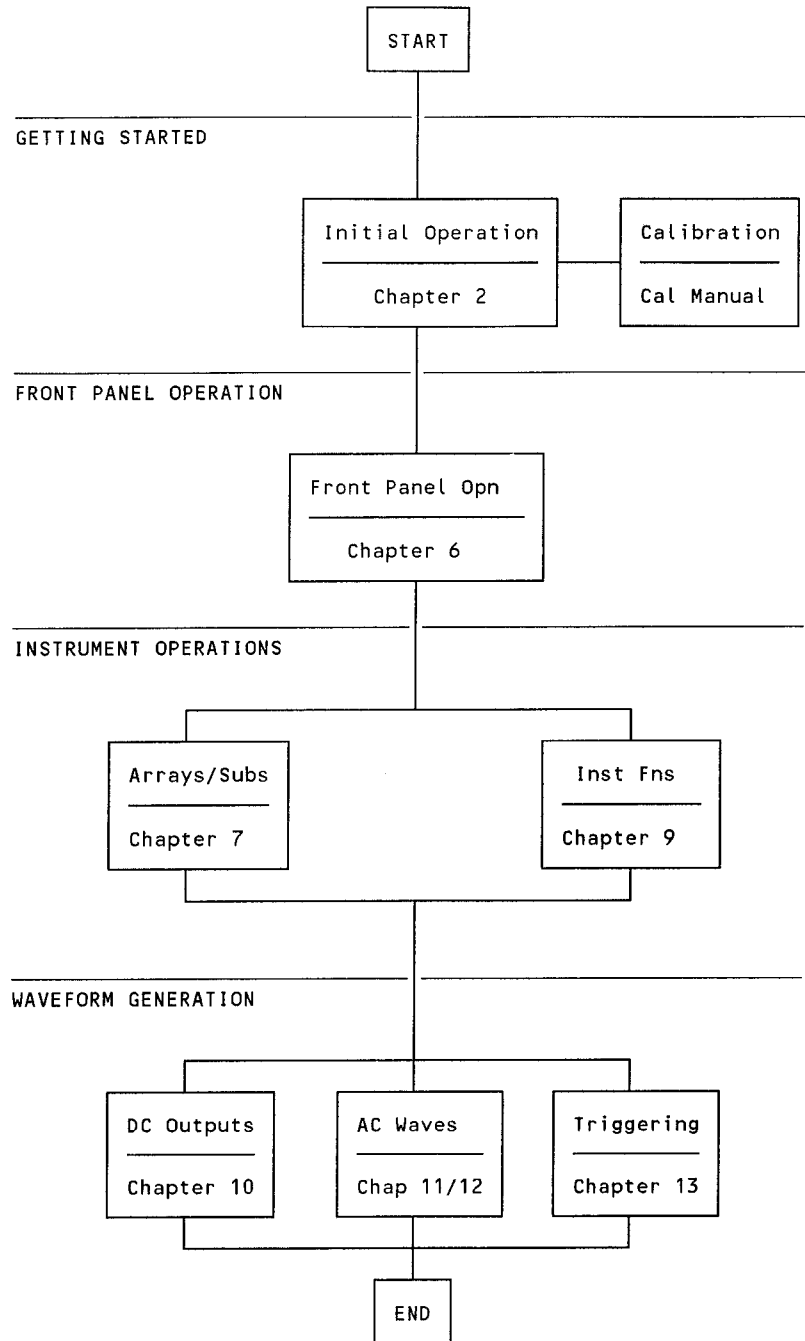 START
GETTING STARTED
Initial Operation
Chapter 2
Calibration
Cal Manual
FRONT PANEL OPERATION
Front Panel Opn
Chapter 6
INSTRUMENT OPERATIONS
Arrays/Subs
Chapter 7
Inst Fns
Chapter 9
WAVEFORM GENERATION
DC Outputs
Chapter 10
AC Waves
Chap 11/12
Triggering
Chapter 13
END